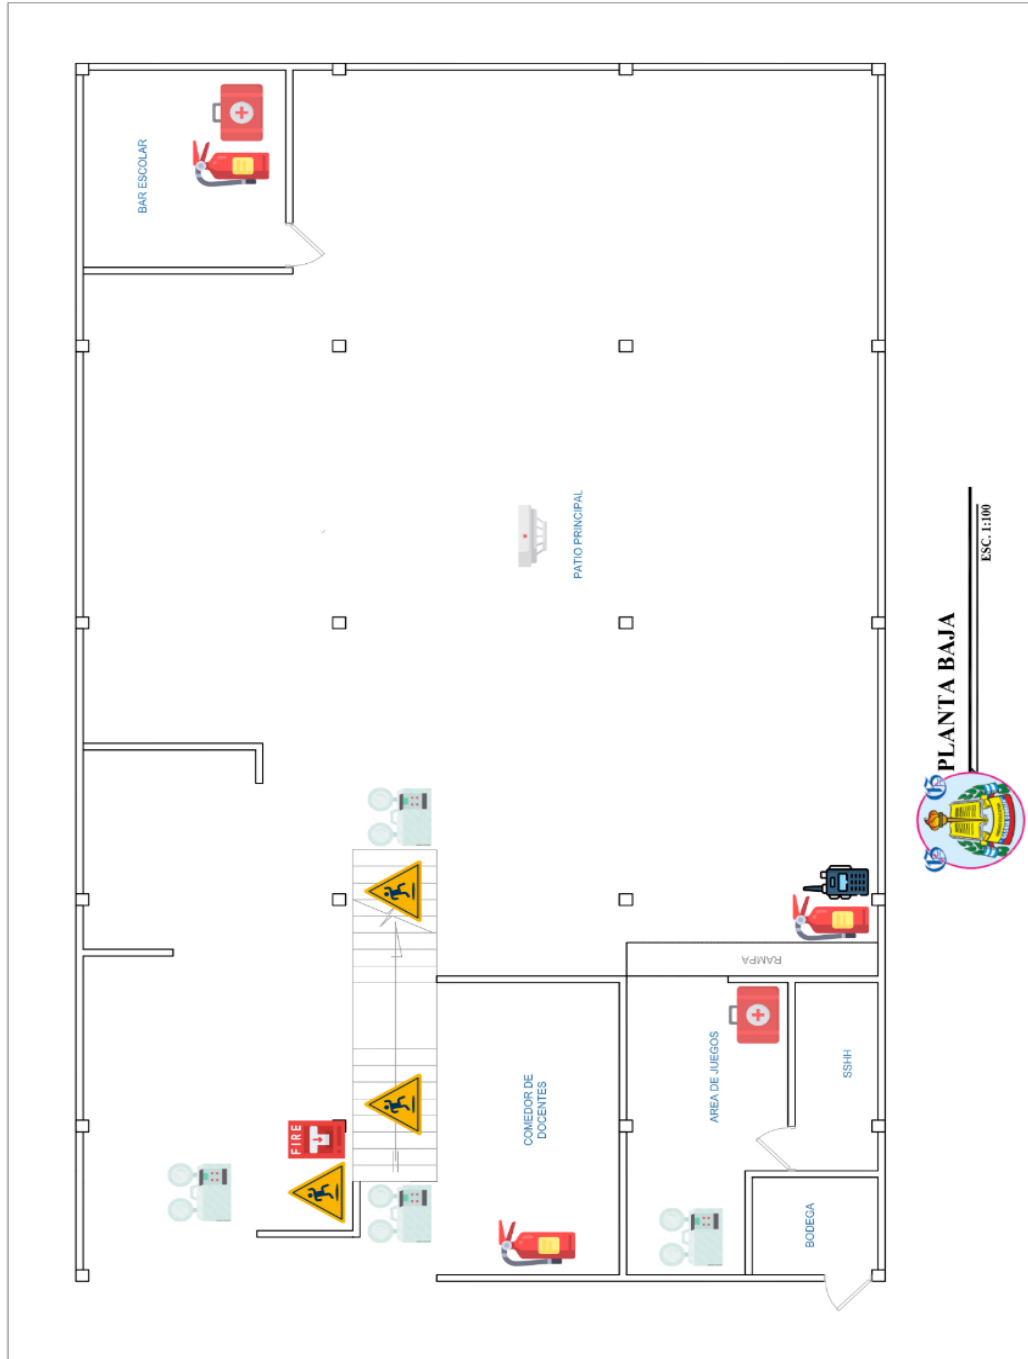 BAR ESCOLAR
PATIO PRINCIPAL
RAMPA
COMEDOR DE
DOCENTES
AREA DE JUEGOS
SSHH
BODEGA
FIRE
PLANTA BAJA
ESC. 1:100